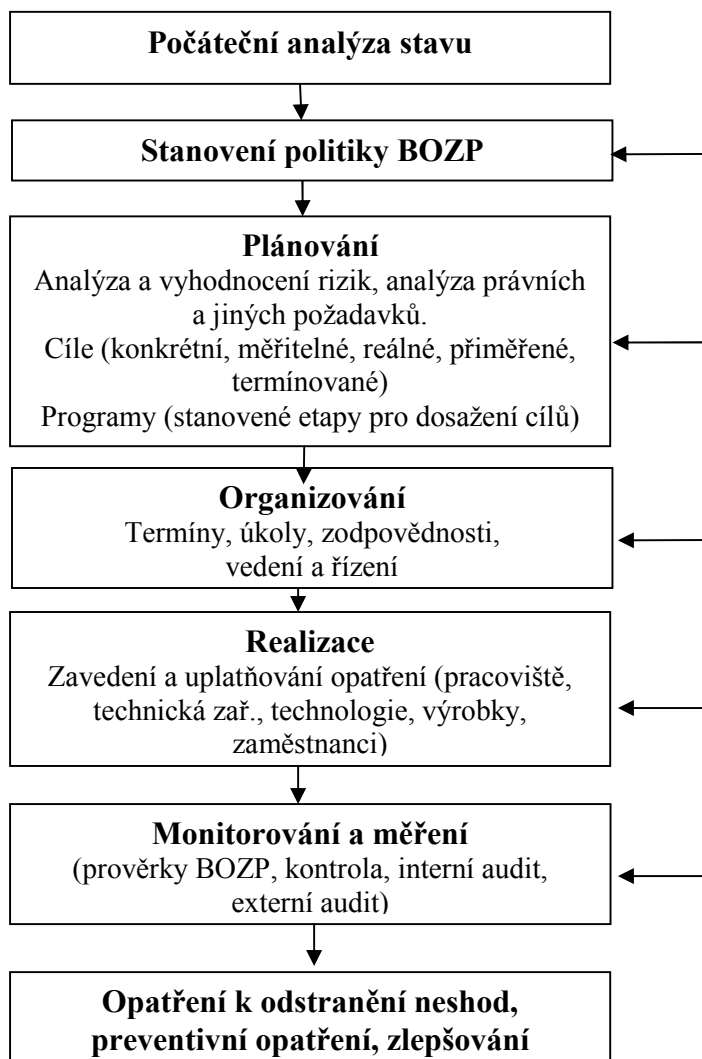 Počáteční analýza stavu
Stanovení politiky BOZP
Plánování
Analýza a vyhodnocení rizik, analýza právních
a jiných požadavků.
Cíle (konkrétní, měřitelné, reálné, přiměřené,
termínované)
Programy (stanovené etapy pro dosažení cílů)
Organizování
Termíny, úkoly, zodpovědnosti,
vedení a řízení
Realizace
Zavedení a uplatňování opatření (pracoviště,
technická zař., technologie, výrobky,
zaměstnanci)
Monitorování a měření
(prověrky BOZP, kontrola, interní audit,
externí audit)
Opatření k odstranění neshod,
preventivní opatření, zlepšování